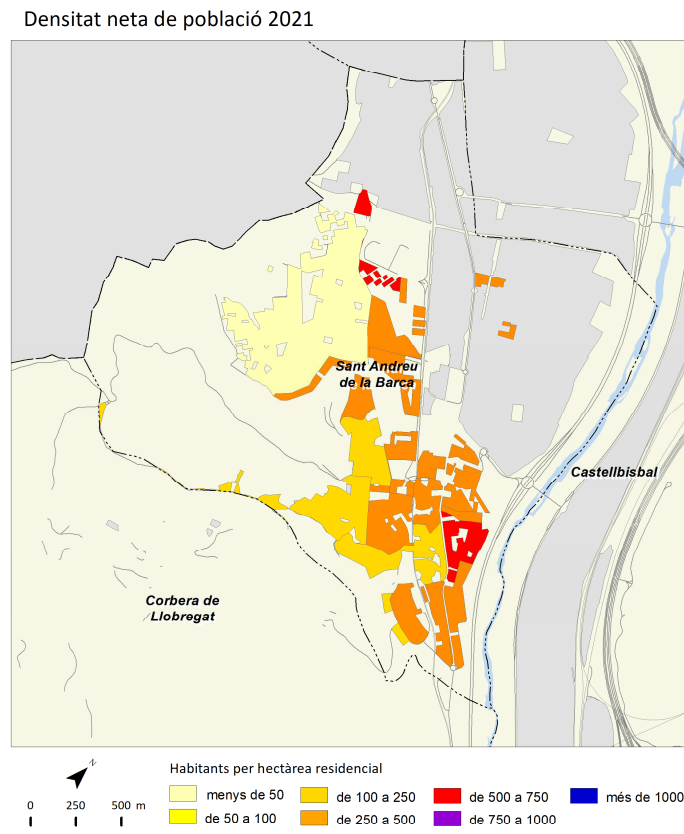 Densitat neta de població 2021
Sant Andreu
de la Barca
Castellbisbal
Corbera de
Llobregat
N
0 250 500 m
Habitants per hectàrea residencial
menys de 50
de 50 a 100
de 100 a 250
de 250 a 500
de 500 a 750
de 750 a 1000
més de 1000